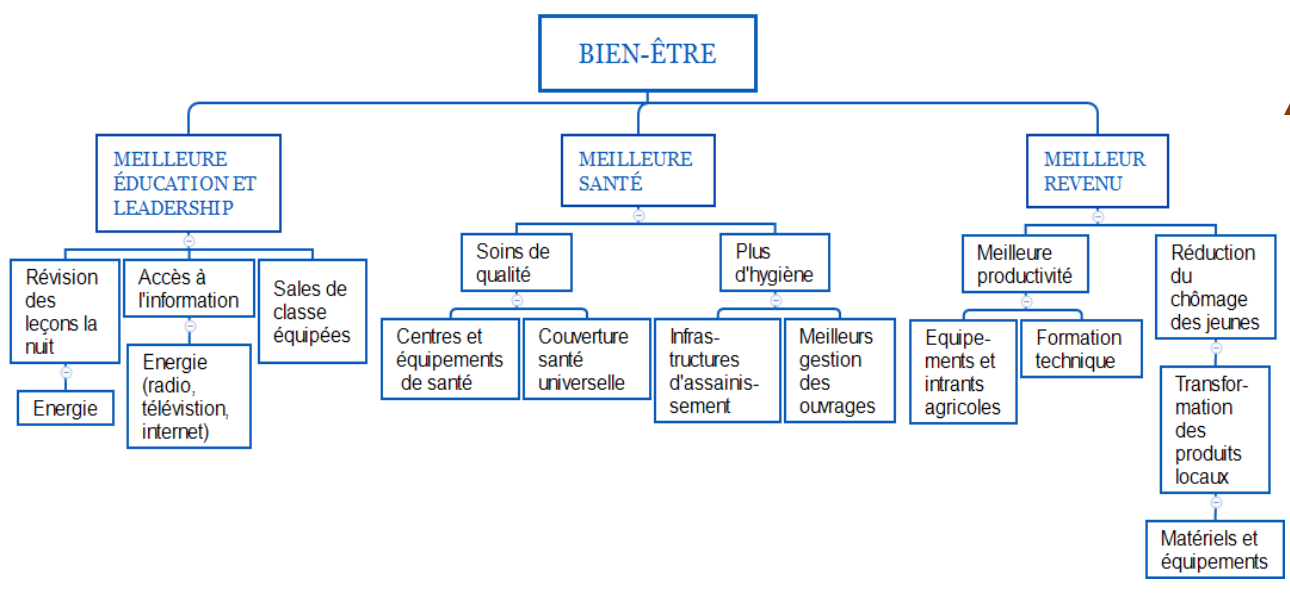 BIEN-ÊTRE
MEILLEURE
ÉDUCATION ET
LEADERSHIP
MEILLEURE
SANTÉ
MEILLEUR
REVENU
Révision
des
leçons la
nuit
Accès à
l'information
Sales de
classe
équipées
Energie
Energie
(radio,
télévistion,
internet)
Soins de
qualité
Plus
d'hygiène
Centres et
équipements
de santé
Couverture
santé
universelle
Infras-
tructures
d'assainis-
sement
Meilleurs
gestion
des
ouvrages
Meilleure
productivité
Réduction
du
chômage
des jeunes
Equipe-
ments et
intrants
agricoles
Formation
technique
Transfor-
mation
des
produits
locaux
Matériels et
équipements